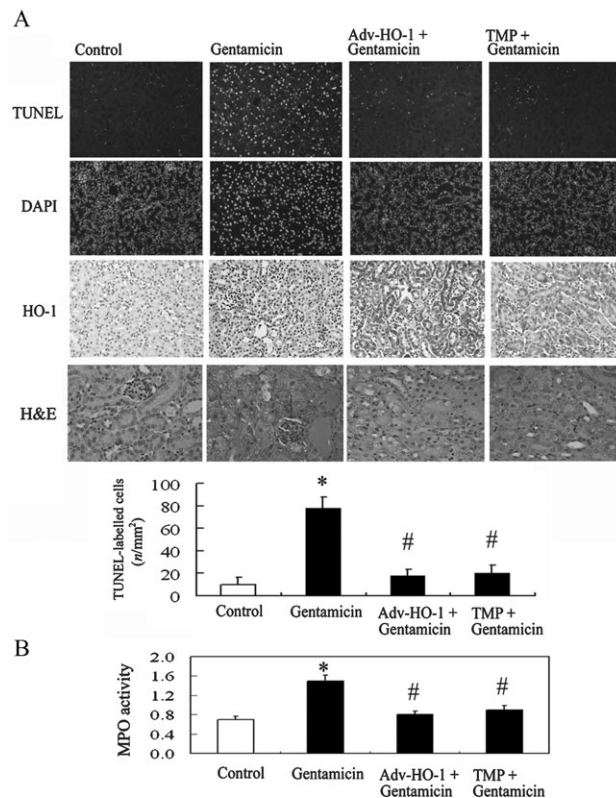 A
Control
Gentamicin
Adv-HO-1 +
Gentamicin
TMP +
Gentamicin
TUNEL
DAPI
HO-1
H&E
TUNEL-labelled cells
(n/mm²)
100
80
60
40
20
0
*
#
#
Control
Gentamicin
Adv-HO-1 +
Gentamicin
TMP +
Gentamicin
B
MPO activity
2.0
1.6
1.2
0.8
0.4
0.0
*
#
#
Control
Gentamicin
Adv-HO-1 +
Gentamicin
TMP +
Gentamicin